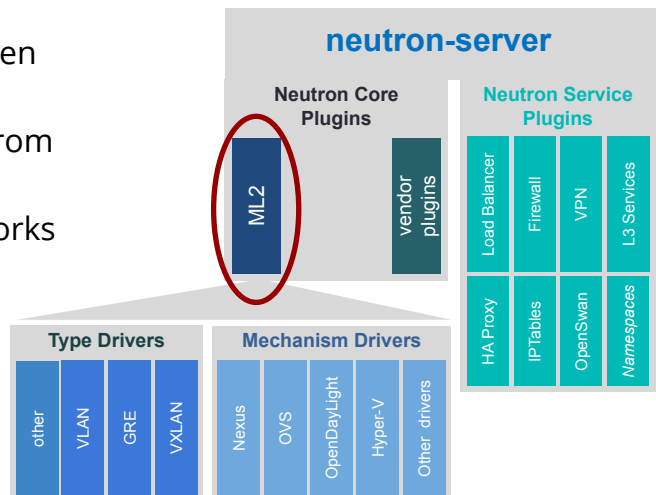 en
rom
orks
neutron-server
Neutron Core
Plugins
Neutron Service
Plugins
ML2
vendor
plugins
Load Balancer
Firewall
VPN
L3 Services
HA Proxy
IPTables
OpenSwan
Namespaces
Type Drivers
Mechanism Drivers
other
VLAN
GRE
VXLAN
Nexus
OVS
OpenDayLight
Hyper-V
Other drivers